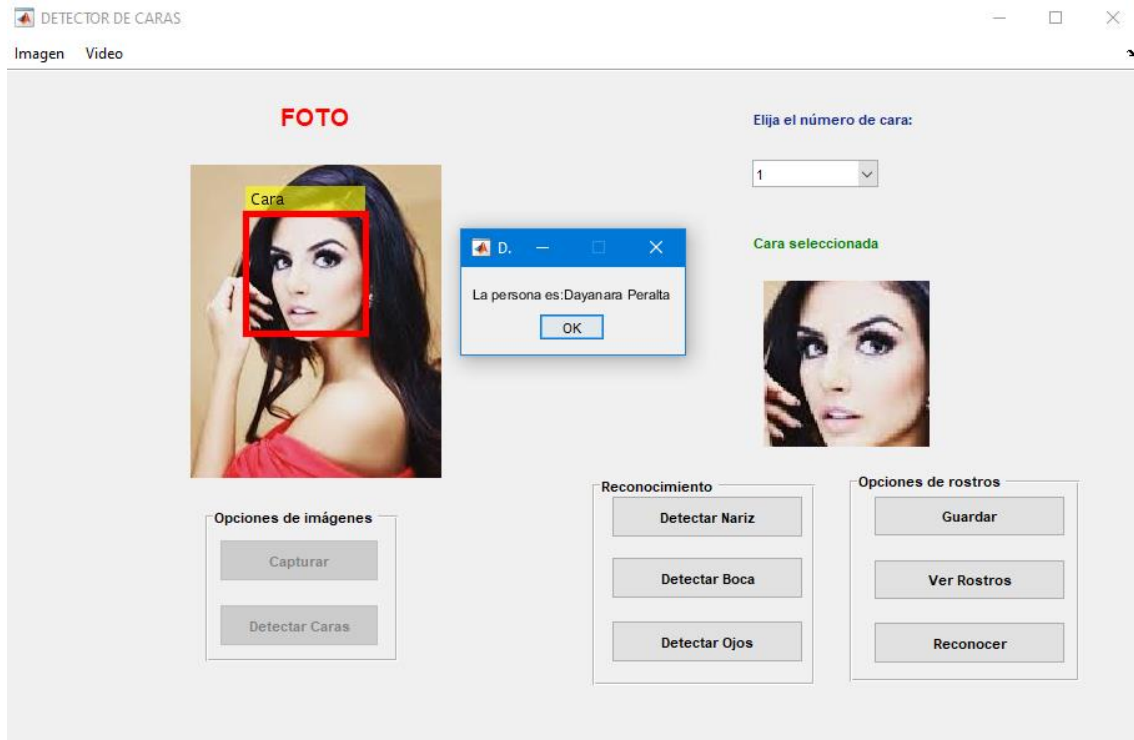 DETECTOR DE CARAS
Imagen Video
FOTO
Elija el número de cara:
1
Cara
D.
La persona es:Dayanara Peralta
OK
Cara seleccionada
Opciones de imágenes
Capturar
Detectar Caras
Reconocimiento
Detectar Nariz
Detectar Boca
Detectar Ojos
Opciones de rostros
Guardar
Ver Rostros
Reconocer